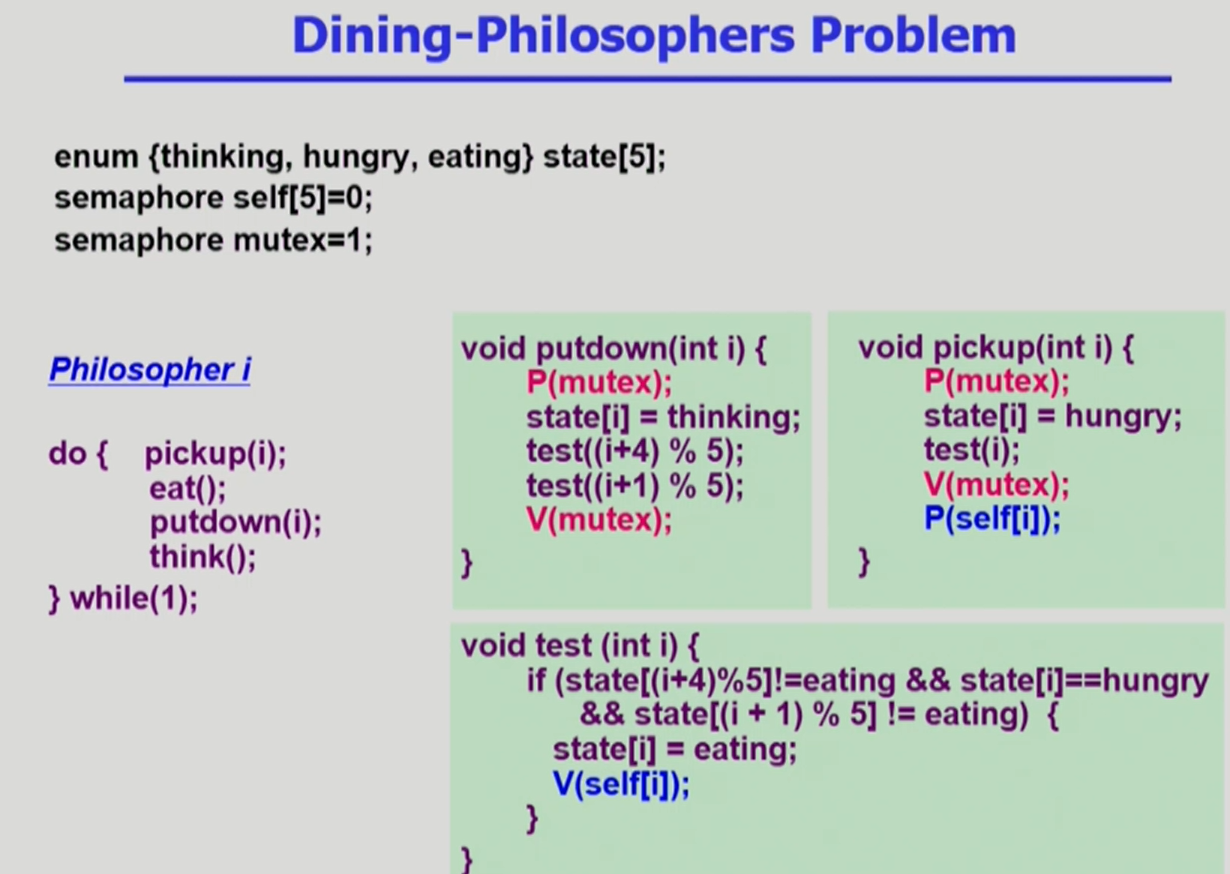 Dining-Philosophers Problem
enum {thinking, hungry, eating} state[5];
semaphore self[5]=0;
semaphore mutex=1;
Philosopher i
do { pickup(i);
eat();
putdown(i);
think();
} while(1);
void putdown(int i) {
P(mutex);
state[i] = thinking;
test((i+4) % 5);
test((i+1) % 5);
V(mutex);
}
void pickup(int i) {
P(mutex);
state[i] = hungry;
test(i);
V(mutex);
P(self[i]);
}
void test (int i) {
if (state[(i+4)%5]!=eating && state[i]==hungry
&& state[(i + 1) % 5] != eating) {
state[i] = eating;
V(self[i]);
}
}